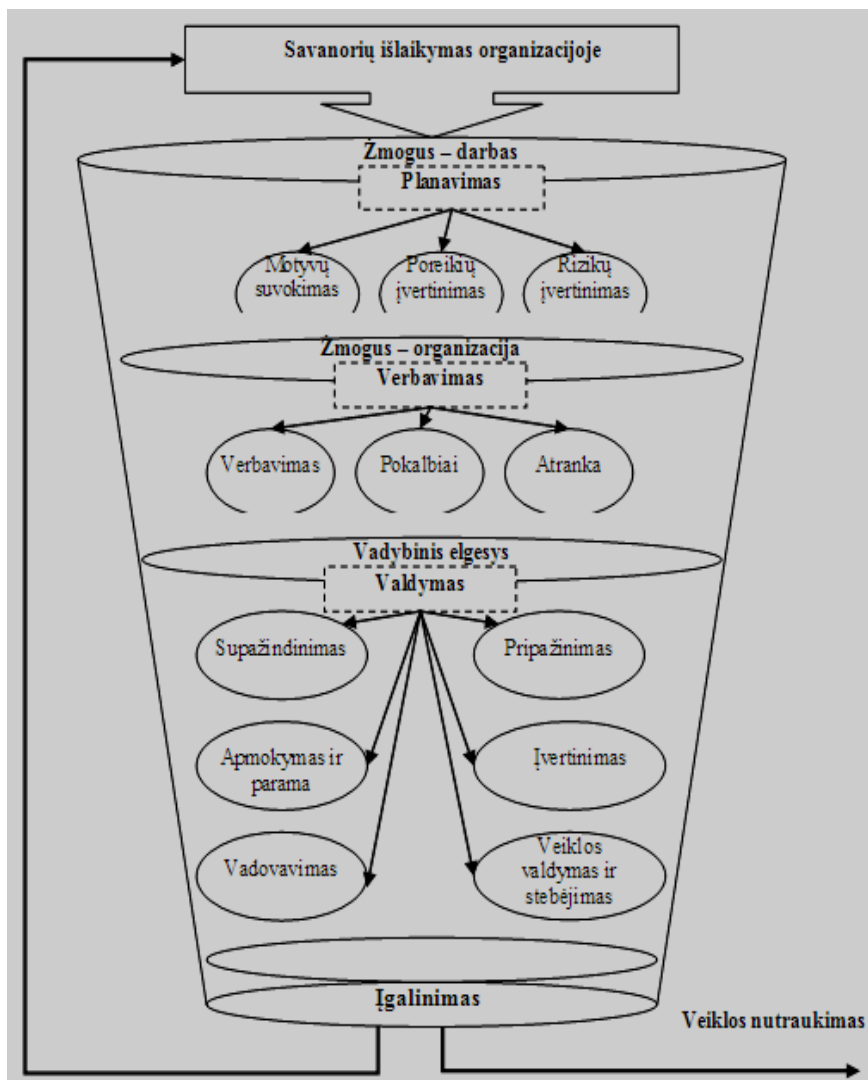 Savanorių išlaikymas organizacijoje
Žmogus – darbas
Planavimas
Motyvų
suvokimas
Poreikių
įvertinimas
Rizikų
įvertinimas
Žmogus – organizacija
Verbavimas
Verbavimas
Pokalbiai
Atranka
Vadybinis elgesys
Valdymas
Supažindinimas
Pripažinimas
Apmokymas ir
parama
Įvertinimas
Vadovavimas
Veiklos
valdymas ir
stebėjimas
Įgalinimas
Veiklos nutraukimas